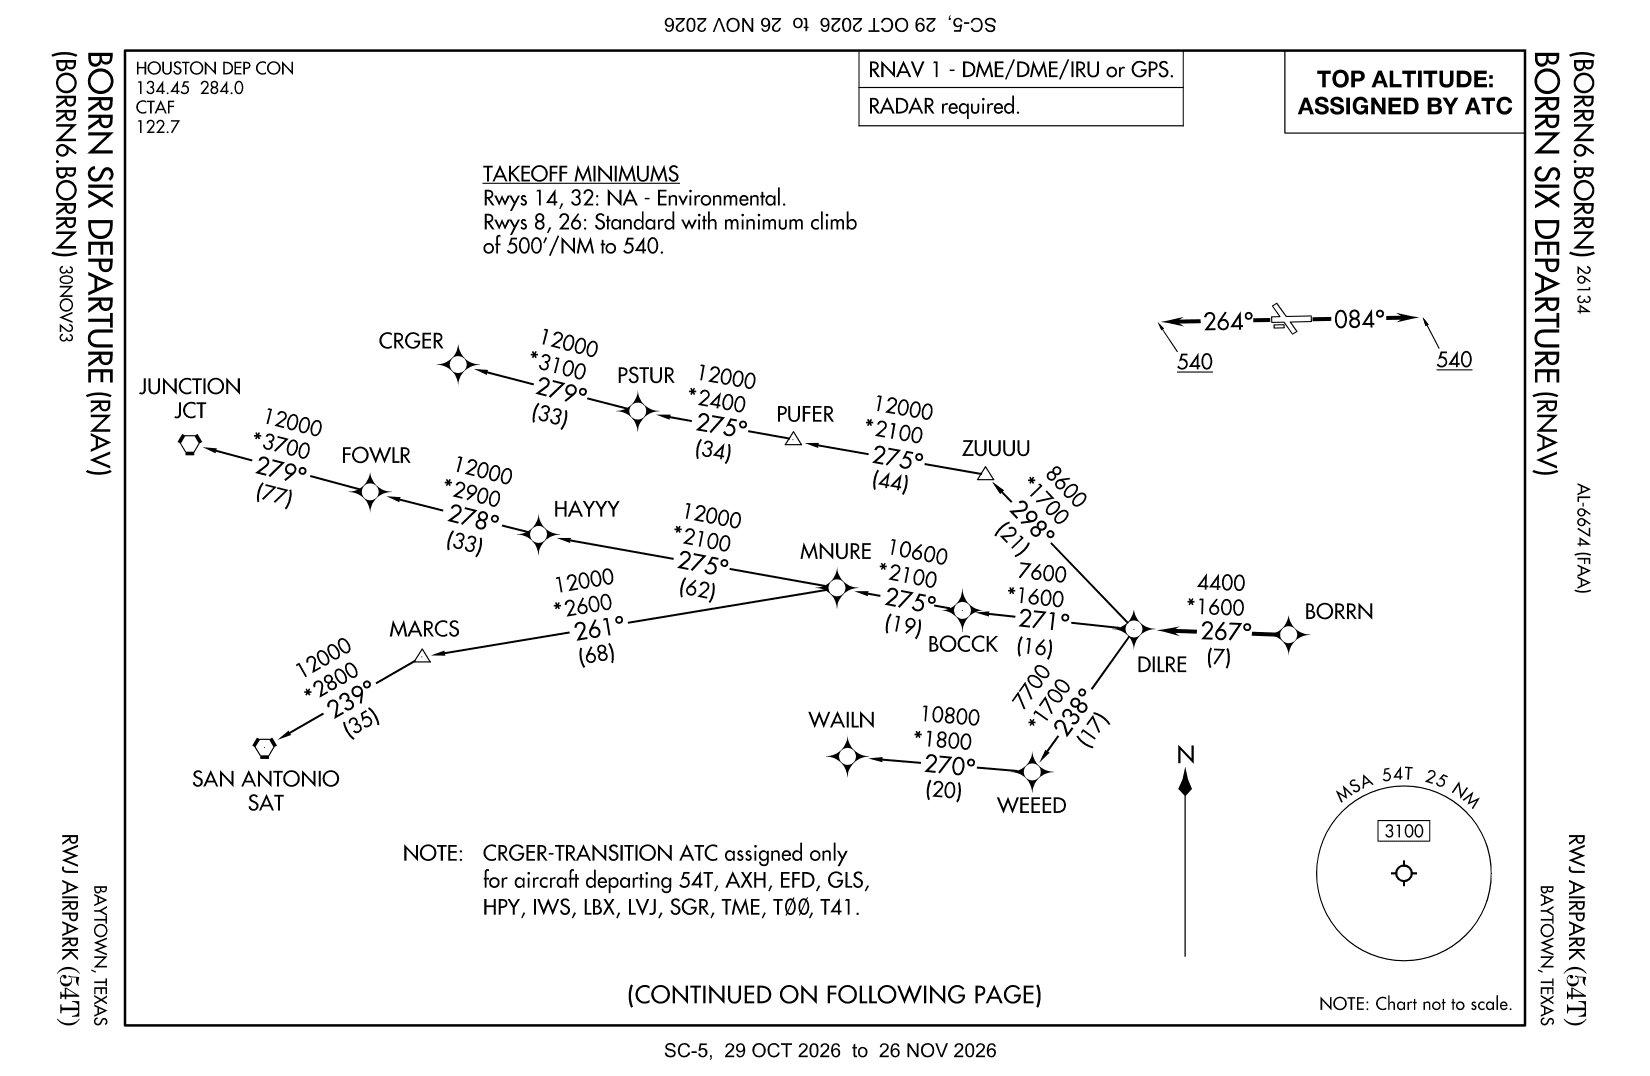 SC-5, 29 OCT 2026 to 26 NOV 2026
(BORRN6.BORRN) 30NOV23
BORRN SIX DEPARTURE (RNAV)
RWJ AIRPARK (54T)
BAYTOWN, TEXAS
HOUSTON DEP CON
134.45 284.0
CTAF
122.7
RNAV 1 - DME/DME/IRU or GPS.
RADAR required.
TOP ALTITUDE:
ASSIGNED BY ATC
(BORRN6.BORRN) 26134
BORRN SIX DEPARTURE (RNAV)
AL-6674 (FAA)
RWJ AIRPARK (54T)
BAYTOWN, TEXAS
TAKEOFF MINIMUMS
Rwys 14, 32: NA - Environmental.
Rwys 8, 26: Standard with minimum climb
of 500'/NM to 540.
264°
084°
540
540
CRGER
12000
*3100
279°
(33)
PSTUR
12000
*2400
275°
(34)
PUFER
12000
*2100
275°
(44)
ZUUUU
8600
*1700
298°
(21)
JUNCTION
JCT
12000
*3700
279°
(77)
FOWLR
12000
*2900
278°
(33)
HAYYY
12000
*2100
275°
(62)
MNURE
10600
*2100
275°
(19)
BOCCK
7600
*1600
271°
(16)
DILRE
4400
*1600
267°
(7)
BORRN
12000
*2600
261°
(68)
MARCS
12000
*2800
239°
(35)
SAN ANTONIO
SAT
7700
*1700
238°
(17)
WEEED
10800
*1800
270°
(20)
WAILN
N
MSA 54T 25 NM
3100
NOTE: CRGER-TRANSITION ATC assigned only
for aircraft departing 54T, AXH, EFD, GLS,
HPY, IWS, LBX, LVJ, SGR, TME, TØØ, T41.
(CONTINUED ON FOLLOWING PAGE)
NOTE: Chart not to scale.
SC-5, 29 OCT 2026 to 26 NOV 2026